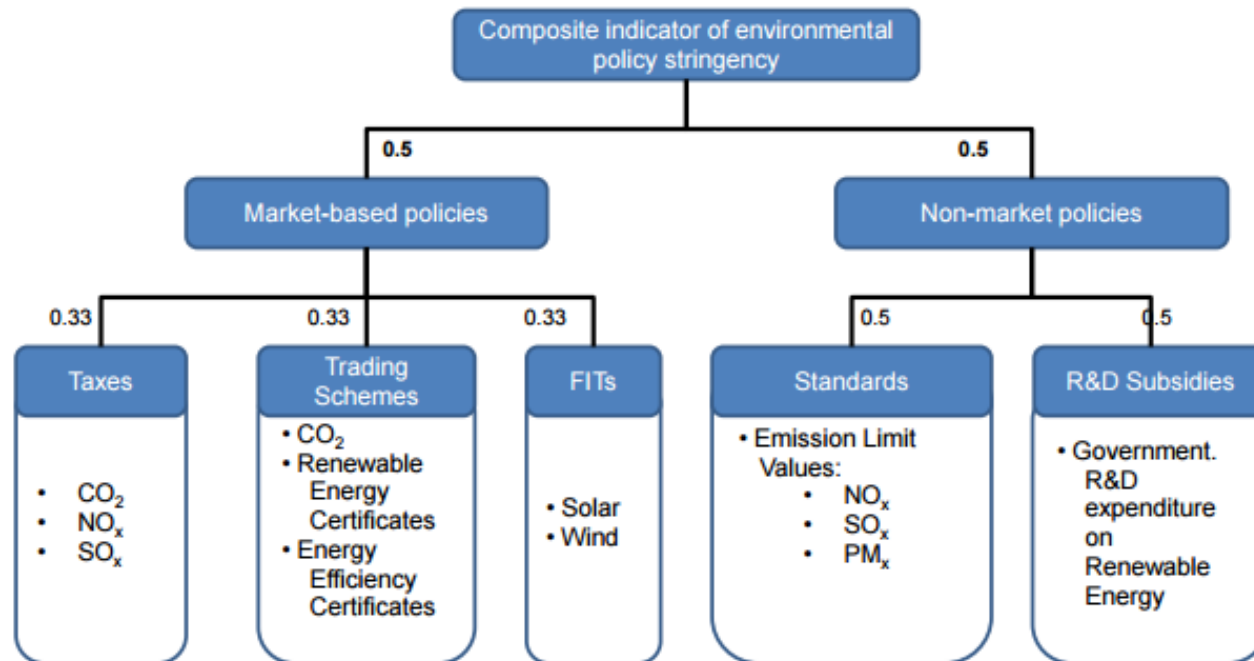 Composite indicator of environmental
policy stringency
0.5
0.5
Market-based policies
Non-market policies
0.33
0.33
0.33
0.5
0.5
Taxes
• CO₂
• NOₓ
• SOₓ
Trading
Schemes
• CO₂
• Renewable
Energy
Certificates
• Energy
Efficiency
Certificates
FITs
• Solar
• Wind
Standards
• Emission Limit
Values:
• NOₓ
• SOₓ
• PMₓ
R&D Subsidies
• Government.
R&D
expenditure
on
Renewable
Energy